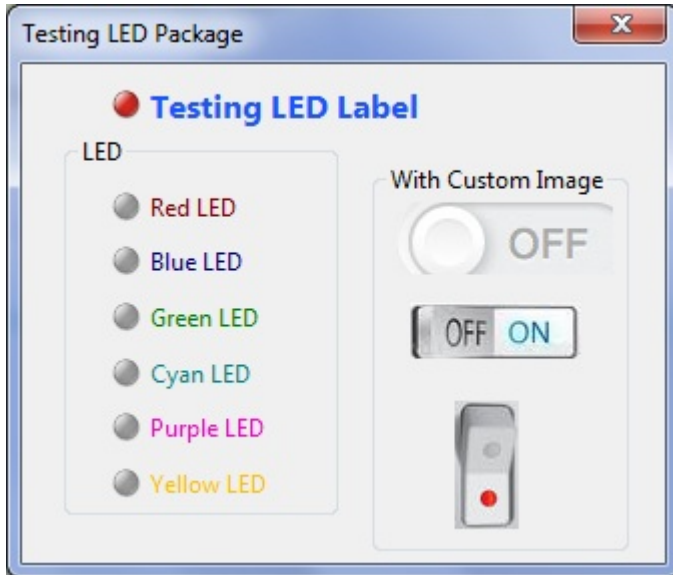 Testing LED Package
Testing LED Label
LED
Red LED
Blue LED
Green LED
Cyan LED
Purple LED
Yellow LED
With Custom Image
OFF
OFF ON